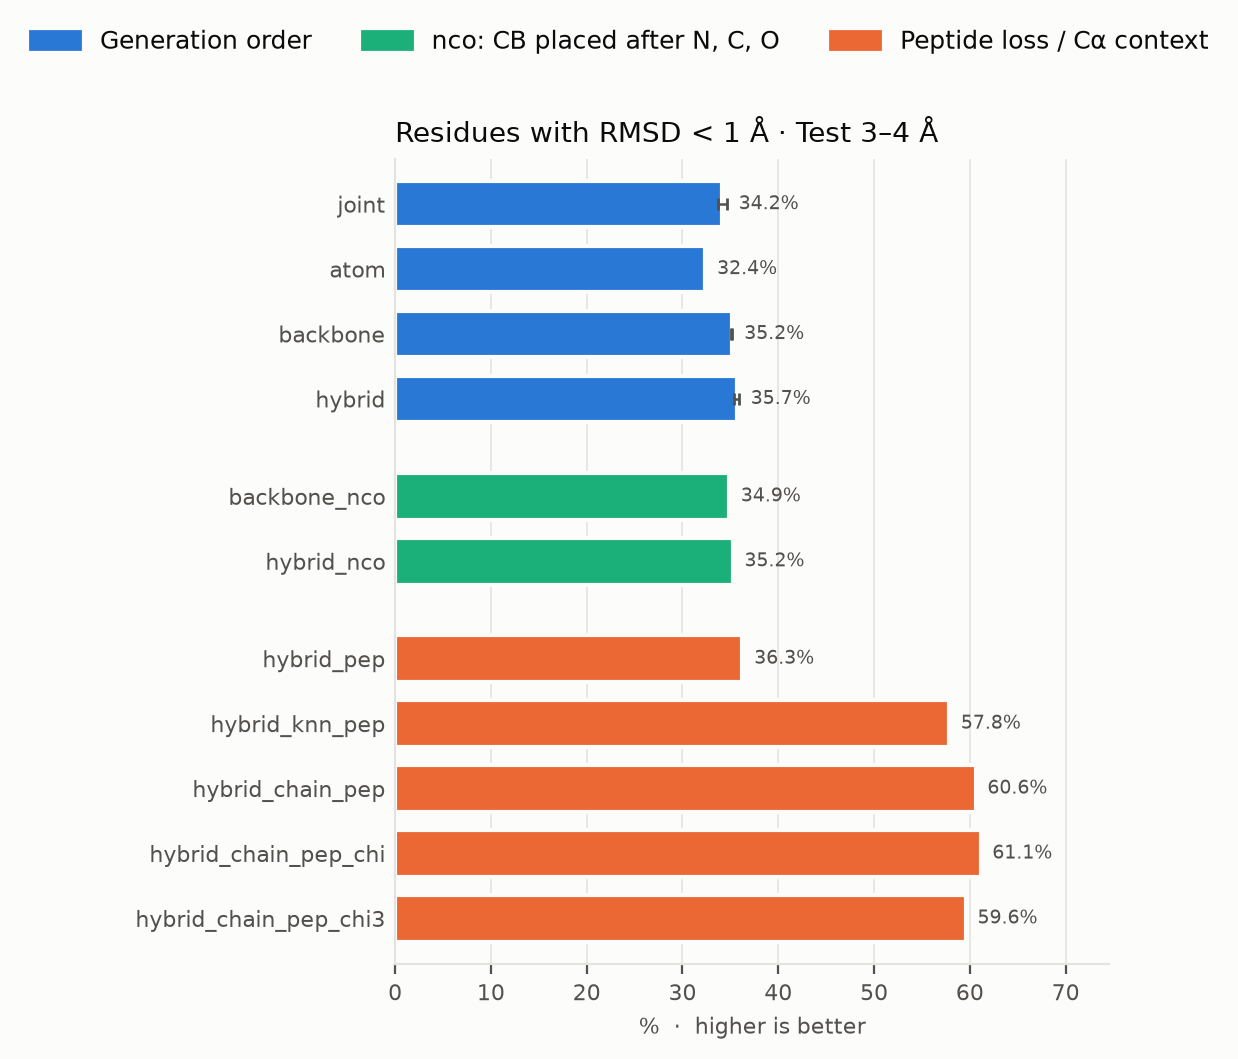 Generation order
nco: CB placed after N, C, O
Peptide loss / Cα context
Residues with RMSD < 1 Å · Test 3–4 Å
joint 34.2%
atom 32.4%
backbone 35.2%
hybrid 35.7%
backbone_nco 34.9%
hybrid_nco 35.2%
hybrid_pep 36.3%
hybrid_knn_pep 57.8%
hybrid_chain_pep 60.6%
hybrid_chain_pep_chi 61.1%
hybrid_chain_pep_chi3 59.6%
0 10 20 30 40 50 60 70
% · higher is better